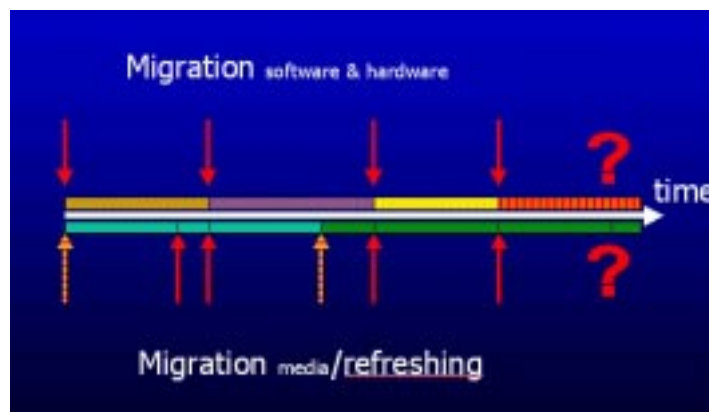 Migration software & hardware
?
time
?
Migration media/refreshing